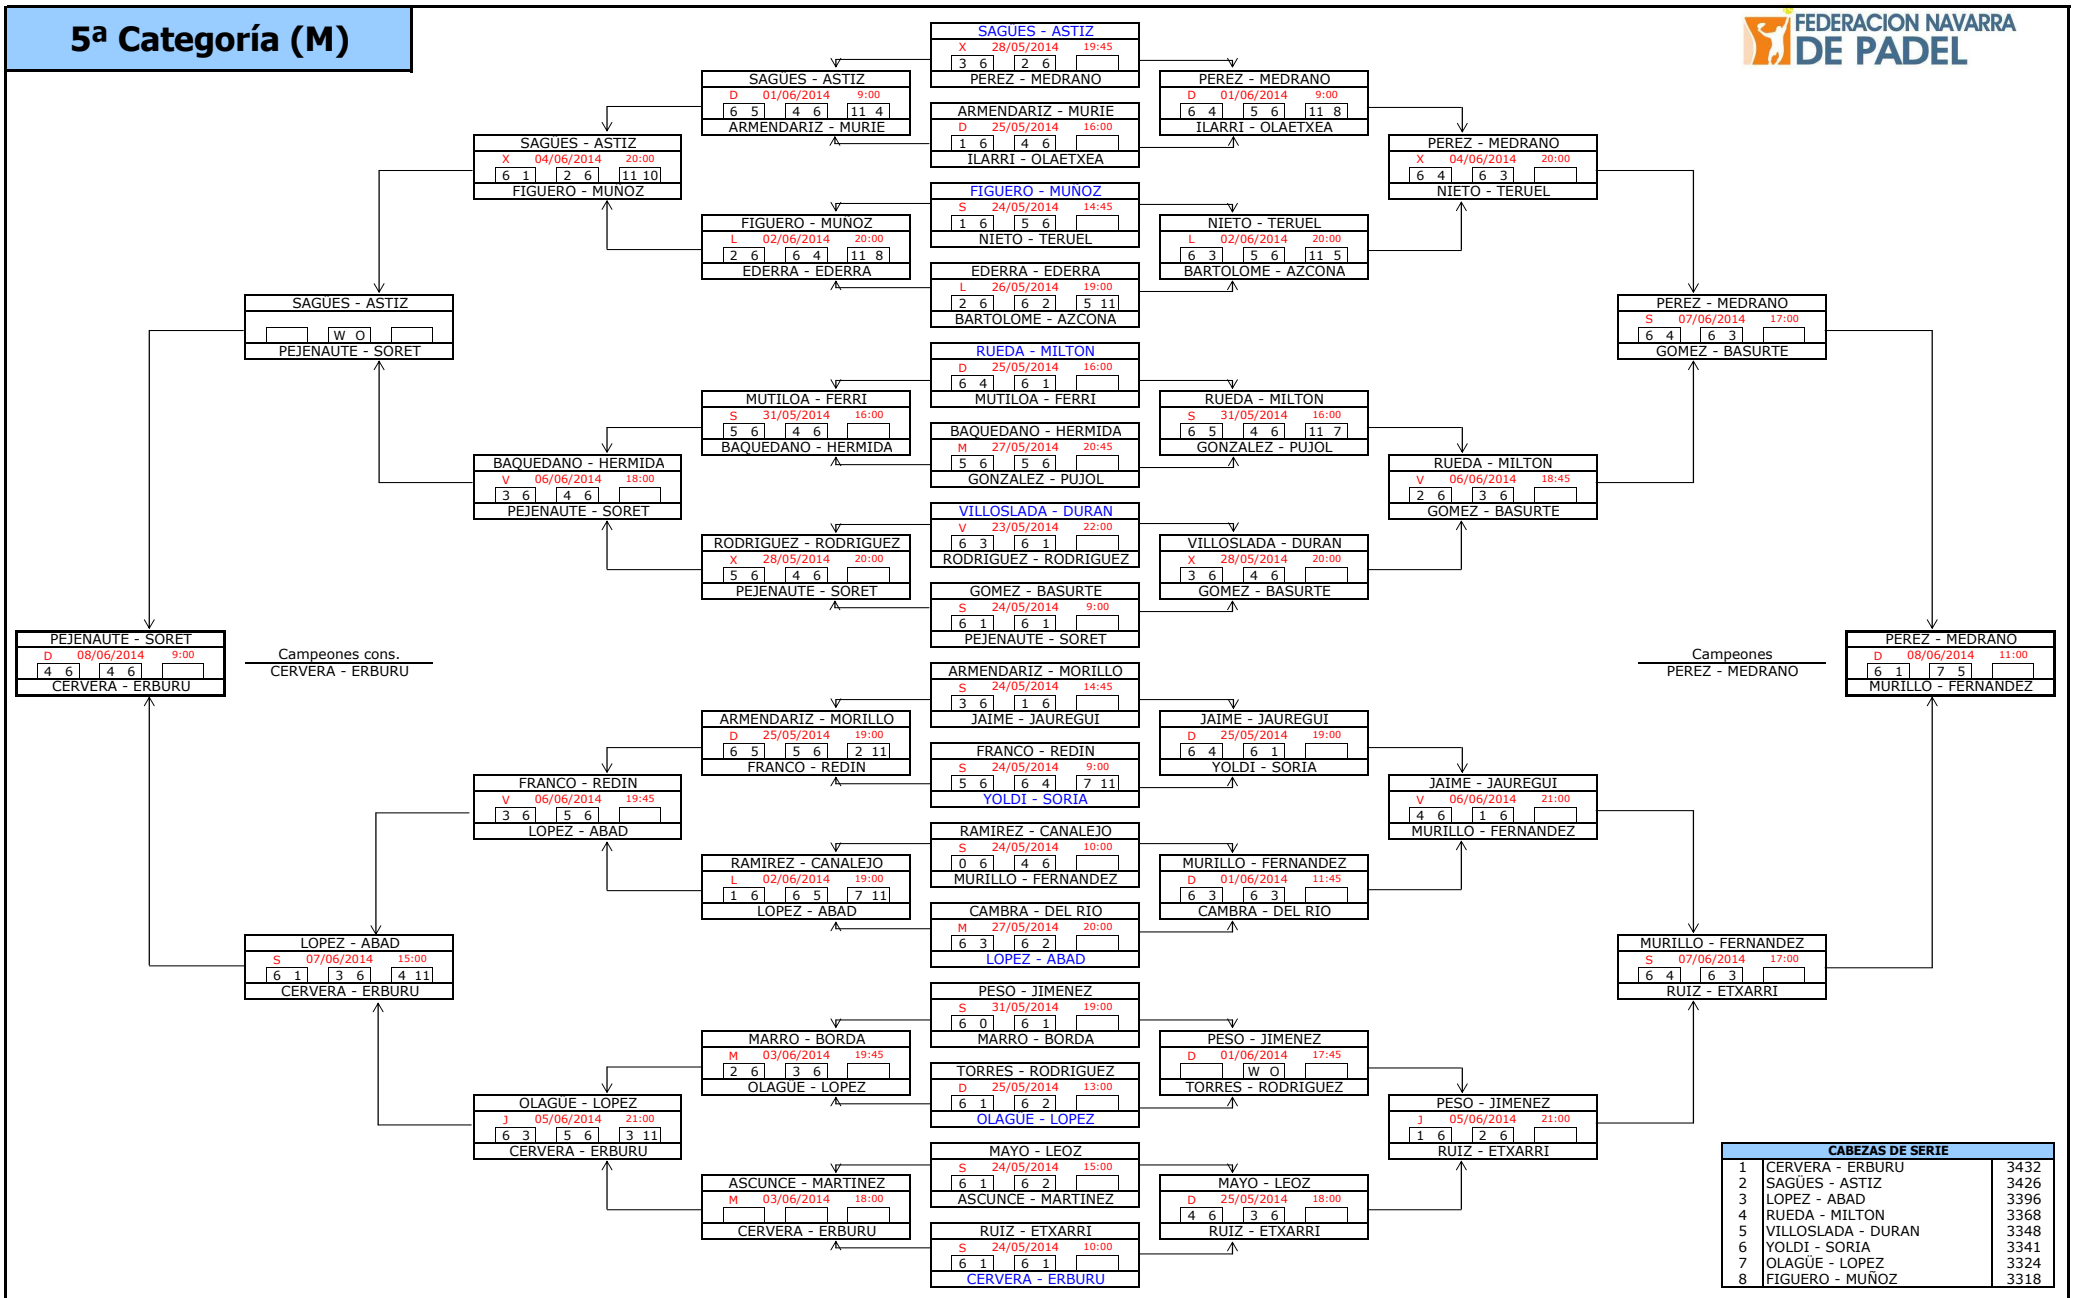 5ª Categoría (M)
FEDERACION NAVARRA
DE PADEL
SAGÜES - ASTIZ
X 28/05/2014 19:45
3 6 2 6
PEREZ - MEDRANO
ARMENDARIZ - MURIE
D 25/05/2014 16:00
1 6 4 6
ILARRI - OLAETXEA
FIGUERO - MUÑOZ
S 24/05/2014 14:45
1 6 5 6
NIETO - TERUEL
EDERRA - EDERRA
L 26/05/2014 19:00
2 6 6 2 5 11
BARTOLOME - AZCONA
RUEDA - MILTON
D 25/05/2014 16:00
6 4 6 1
MUTILOA - FERRI
BAQUEDANO - HERMIDA
M 27/05/2014 20:45
5 6 5 6
GONZALEZ - PUJOL
VILLOSLADA - DURAN
V 23/05/2014 22:00
6 3 6 1
RODRIGUEZ - RODRIGUEZ
GOMEZ - BASURTE
S 24/05/2014 9:00
6 1 6 1
PEJENAUTE - SORET
ARMENDARIZ - MORILLO
S 24/05/2014 14:45
3 6 1 6
JAIME - JAUREGUI
FRANCO - REDIN
S 24/05/2014 9:00
5 6 6 4 7 11
YOLDI - SORIA
RAMIREZ - CANALEJO
S 24/05/2014 10:00
0 6 4 6
MURILLO - FERNANDEZ
CAMBRA - DEL RIO
M 27/05/2014 20:00
6 3 6 2
LOPEZ - ABAD
PESO - JIMENEZ
S 31/05/2014 19:00
6 0 6 1
MARRO - BORDA
TORRES - RODRIGUEZ
D 25/05/2014 13:00
6 1 6 2
OLAGÜE - LOPEZ
MAYO - LEOZ
S 24/05/2014 15:00
6 1 6 2
ASCUNCE - MARTINEZ
RUIZ - ETXARRI
S 24/05/2014 10:00
6 1 6 1
CERVERA - ERBURU
SAGÜES - ASTIZ
D 01/06/2014 9:00
6 5 4 6 11 4
ARMENDARIZ - MURIE
FIGUERO - MUÑOZ
L 02/06/2014 20:00
2 6 6 4 11 8
EDERRA - EDERRA
MUTILOA - FERRI
S 31/05/2014 16:00
5 6 4 6
BAQUEDANO - HERMIDA
RODRIGUEZ - RODRIGUEZ
X 28/05/2014 20:00
5 6 4 6
PEJENAUTE - SORET
ARMENDARIZ - MORILLO
D 25/05/2014 19:00
6 5 5 6 2 11
FRANCO - REDIN
RAMIREZ - CANALEJO
L 02/06/2014 19:00
1 6 6 5 7 11
LOPEZ - ABAD
MARRO - BORDA
M 03/06/2014 19:45
2 6 3 6
OLAGÜE - LOPEZ
ASCUNCE - MARTINEZ
M 03/06/2014 18:00
CERVERA - ERBURU
SAGÜES - ASTIZ
X 04/06/2014 20:00
6 1 2 6 11 10
FIGUERO - MUÑOZ
BAQUEDANO - HERMIDA
V 06/06/2014 18:00
3 6 4 6
PEJENAUTE - SORET
FRANCO - REDIN
V 06/06/2014 19:45
3 6 5 6
LOPEZ - ABAD
OLAGÜE - LOPEZ
J 05/06/2014 21:00
6 3 5 6 3 11
CERVERA - ERBURU
SAGÜES - ASTIZ
W O
PEJENAUTE - SORET
LOPEZ - ABAD
S 07/06/2014 15:00
6 1 3 6 4 11
CERVERA - ERBURU
PEJENAUTE - SORET
D 08/06/2014 9:00
4 6 4 6
CERVERA - ERBURU
Campeones cons.
CERVERA - ERBURU
PEREZ - MEDRANO
D 01/06/2014 9:00
6 4 5 6 11 8
ILARRI - OLAETXEA
NIETO - TERUEL
L 02/06/2014 20:00
6 3 5 6 11 5
BARTOLOME - AZCONA
RUEDA - MILTON
S 31/05/2014 16:00
6 5 4 6 11 7
GONZALEZ - PUJOL
VILLOSLADA - DURAN
X 28/05/2014 20:00
3 6 4 6
GOMEZ - BASURTE
JAIME - JAUREGUI
D 25/05/2014 19:00
6 4 6 1
YOLDI - SORIA
MURILLO - FERNANDEZ
D 01/06/2014 11:45
6 3 6 3
CAMBRA - DEL RIO
PESO - JIMENEZ
D 01/06/2014 17:45
W O
TORRES - RODRIGUEZ
MAYO - LEOZ
D 25/05/2014 18:00
4 6 3 6
RUIZ - ETXARRI
PEREZ - MEDRANO
X 04/06/2014 20:00
6 4 6 3
NIETO - TERUEL
RUEDA - MILTON
V 06/06/2014 18:45
2 6 3 6
GOMEZ - BASURTE
JAIME - JAUREGUI
V 06/06/2014 21:00
4 6 1 6
MURILLO - FERNANDEZ
PESO - JIMENEZ
J 05/06/2014 21:00
1 6 2 6
RUIZ - ETXARRI
PEREZ - MEDRANO
S 07/06/2014 17:00
6 4 6 3
GOMEZ - BASURTE
MURILLO - FERNANDEZ
S 07/06/2014 17:00
6 4 6 3
RUIZ - ETXARRI
Campeones
PEREZ - MEDRANO
PEREZ - MEDRANO
D 08/06/2014 11:00
6 1 7 5
MURILLO - FERNANDEZ
CABEZAS DE SERIE
1 CERVERA - ERBURU 3432
2 SAGÜES - ASTIZ 3426
3 LOPEZ - ABAD 3396
4 RUEDA - MILTON 3368
5 VILLOSLADA - DURAN 3348
6 YOLDI - SORIA 3341
7 OLAGÜE - LOPEZ 3324
8 FIGUERO - MUÑOZ 3318